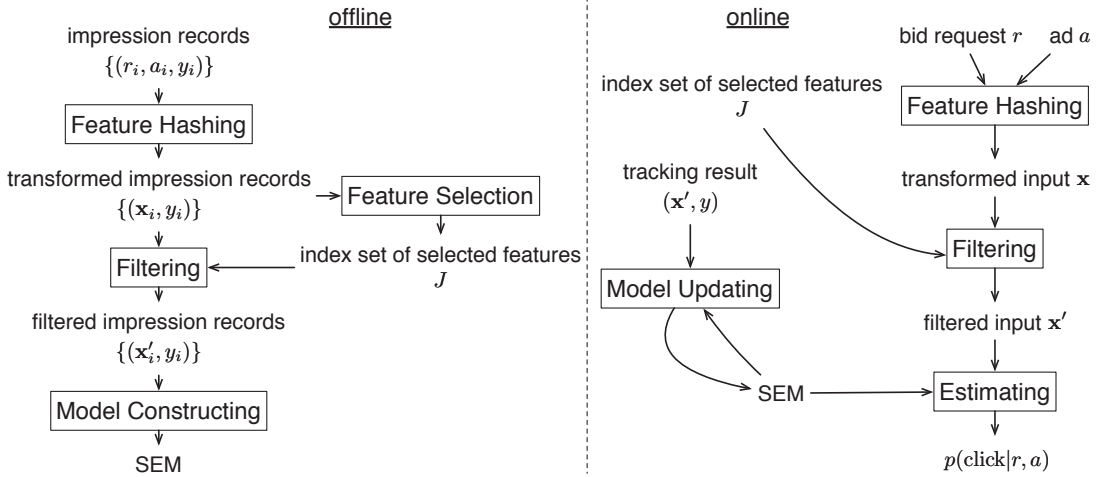 offline
impression records
{(r_i, a_i, y_i)}
Feature Hashing
transformed impression records
{(𝐱_i, y_i)}
Feature Selection
index set of selected features
J
Filtering
filtered impression records
{(𝐱′_i, y_i)}
Model Constructing
SEM
online
bid request r
ad a
index set of selected features
J
Feature Hashing
tracking result
(𝐱′, y)
transformed input 𝐱
Filtering
Model Updating
filtered input 𝐱′
SEM
Estimating
p(click|r, a)